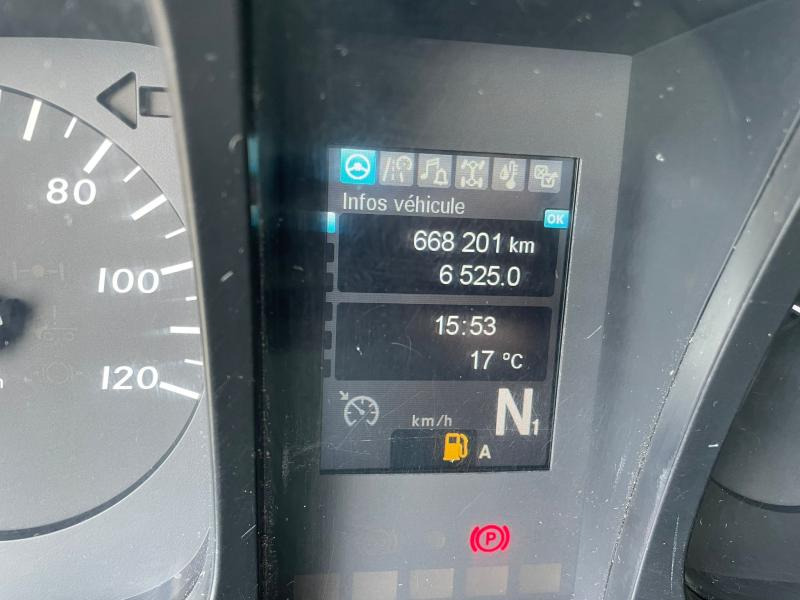 80
100
120
Infos véhicule
OK
668 201 km
6 525.0
15:53
17 °C
km/h
N1
A
P